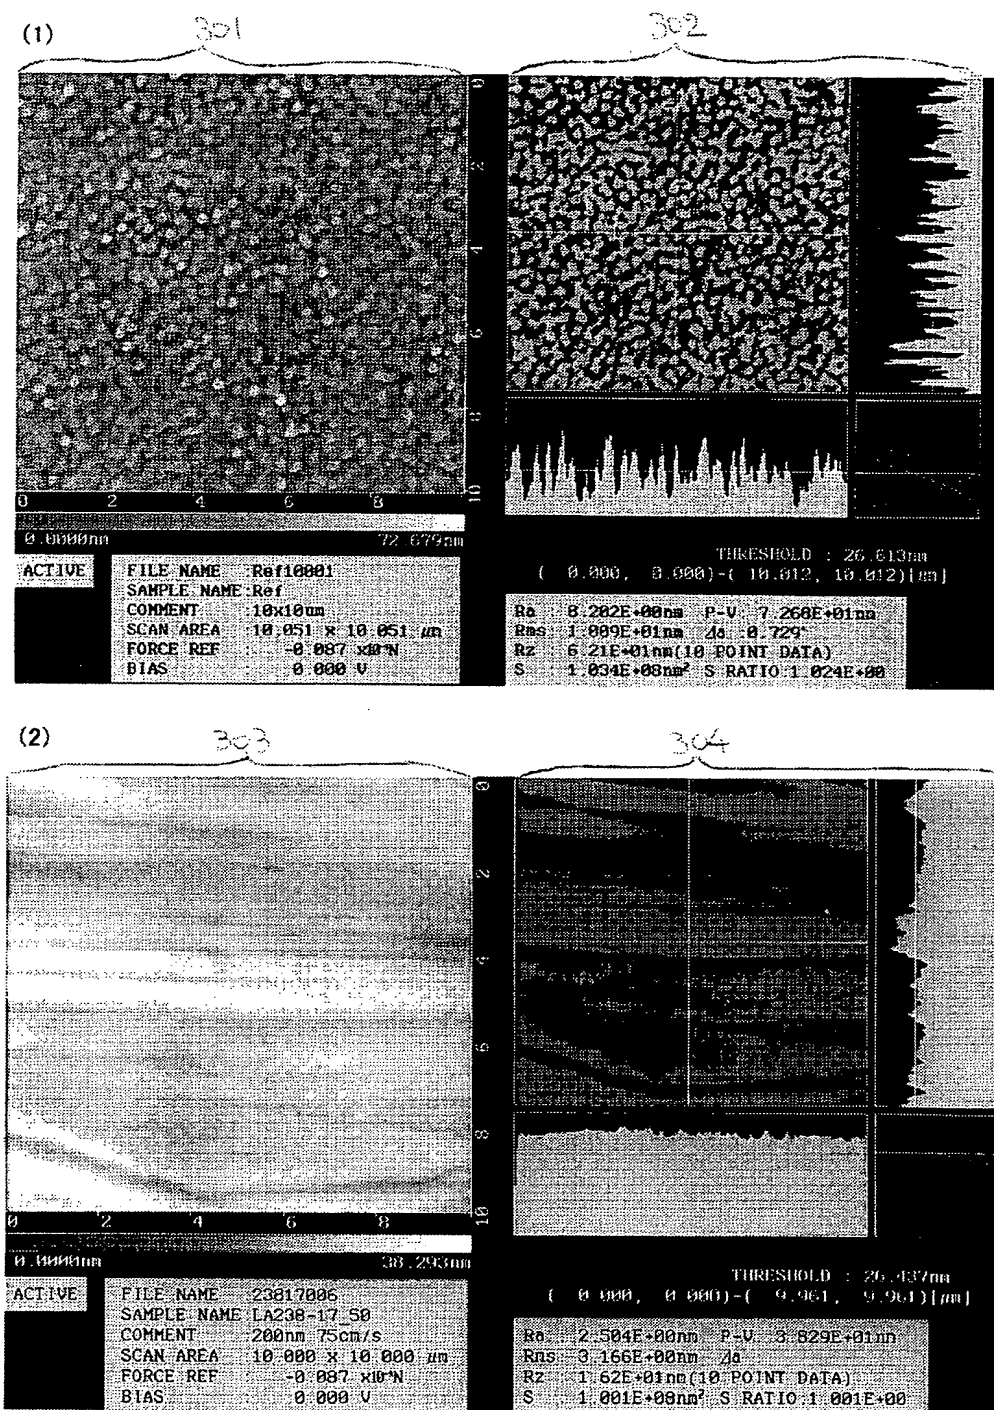 (1)
301
302
0
2
4
6
8
10
0
2
4
6
8
0.0000nm
72.679nm
ACTIVE
FILE NAME :Ref10001
SAMPLE NAME:Ref
COMMENT :10x10um
SCAN AREA :10.051 x 10.051 μm
FORCE REF : -0.087 x10⁻⁹N
BIAS : 0.000 V
THRESHOLD : 26.613nm
( 0.000, 0.000)-( 10.012, 10.012)[μm]
Ra : 8.202E+00nm P-V: 7.268E+01nm
Rms: 1.009E+01nm Δa :0.729°
Rz : 6.21E+01nm(10 POINT DATA)
S : 1.034E+08nm² S RATIO:1.024E+00
(2)
303
304
0
2
4
6
8
10
0
2
4
6
8
0.0000nm
38.293nm
ACTIVE
FILE NAME :23817006
SAMPLE NAME:LA238-17_50
COMMENT :200nm 75cm/s
SCAN AREA :10.000 x 10.000 μm
FORCE REF : -0.087 x10⁻⁹N
BIAS : 0.000 V
THRESHOLD : 26.437nm
( 0.000, 0.000)-( 9.961, 9.961)[μm]
Ra : 2.504E+00nm P-V: 3.829E+01nm
Rms: 3.166E+00nm Δa
Rz : 1.62E+01nm(10 POINT DATA)
S : 1.001E+08nm² S RATIO:1.001E+00